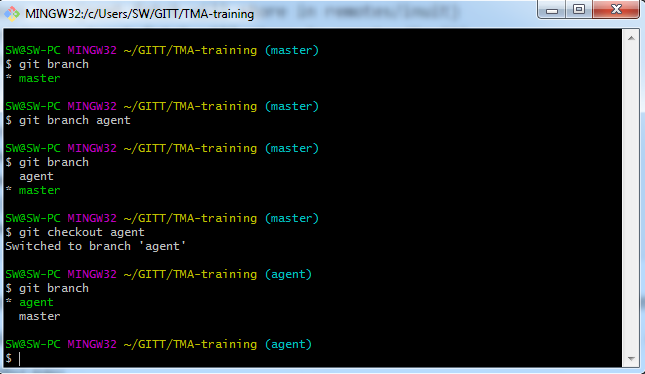 MINGW32:/c/Users/SW/GITT/TMA-training
SW@SW-PC MINGW32 ~/GITT/TMA-training (master)
$ git branch
* master
SW@SW-PC MINGW32 ~/GITT/TMA-training (master)
$ git branch agent
SW@SW-PC MINGW32 ~/GITT/TMA-training (master)
$ git branch
  agent
* master
SW@SW-PC MINGW32 ~/GITT/TMA-training (master)
$ git checkout agent
Switched to branch 'agent'
SW@SW-PC MINGW32 ~/GITT/TMA-training (agent)
$ git branch
* agent
  master
SW@SW-PC MINGW32 ~/GITT/TMA-training (agent)
$